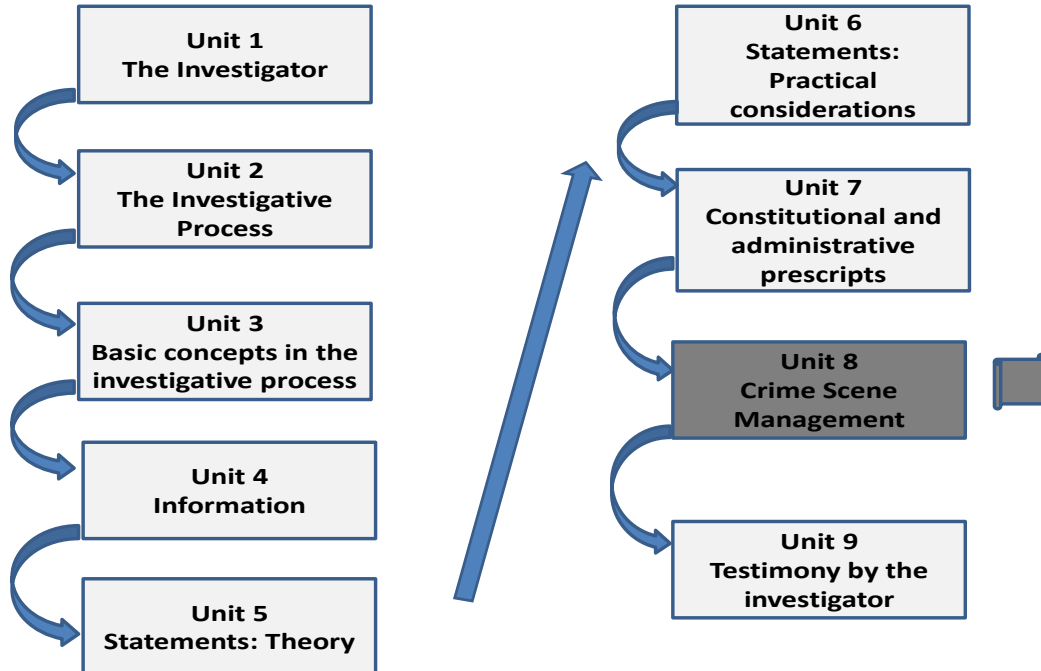 Unit 1
The Investigator
Unit 2
The Investigative
Process
Unit 3
Basic concepts in the
investigative process
Unit 4
Information
Unit 5
Statements: Theory
Unit 6
Statements:
Practical
considerations
Unit 7
Constitutional and
administrative
prescripts
Unit 8
Crime Scene
Management
Unit 9
Testimony by the
investigator